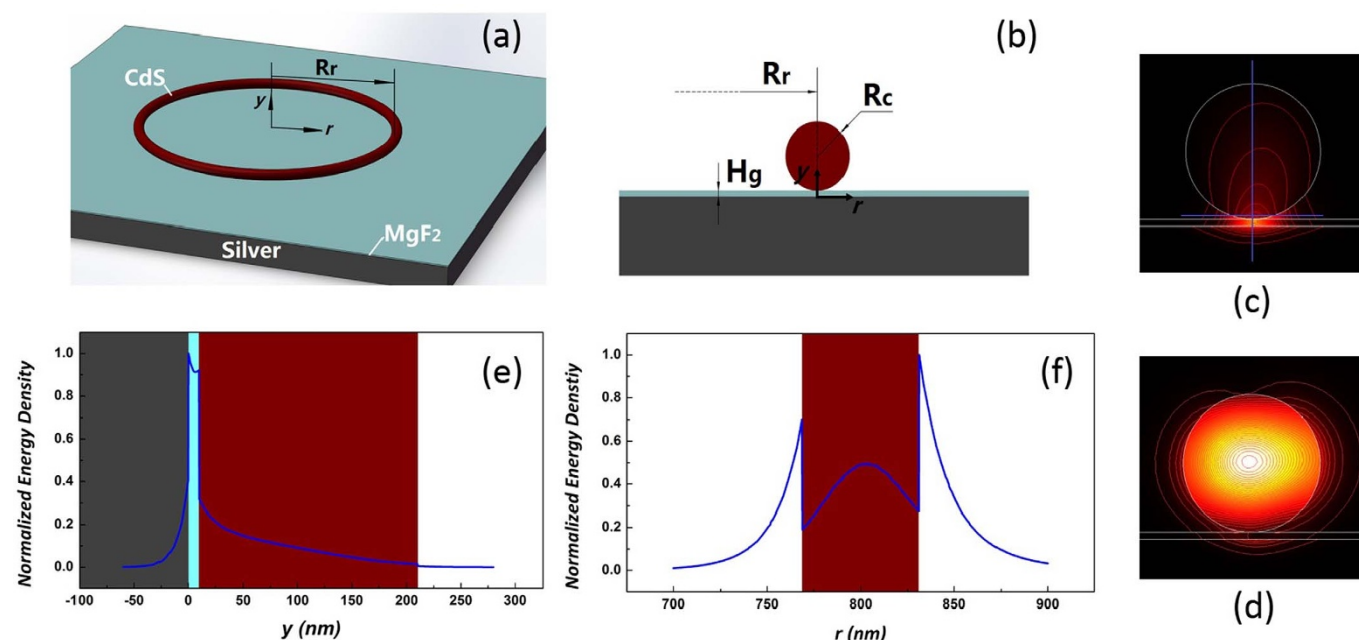 (a)
CdS
Rr
y
r
Silver
MgF2
(b)
Rr
Rc
Hg
y
r
(c)
(e)
Normalized Energy Density
1.0
0.8
0.6
0.4
0.2
0.0
-100 -50 0 50 100 150 200 250 300
y (nm)
(f)
Normalized Energy Denstiy
1.0
0.8
0.6
0.4
0.2
0.0
700 750 800 850 900
r (nm)
(d)